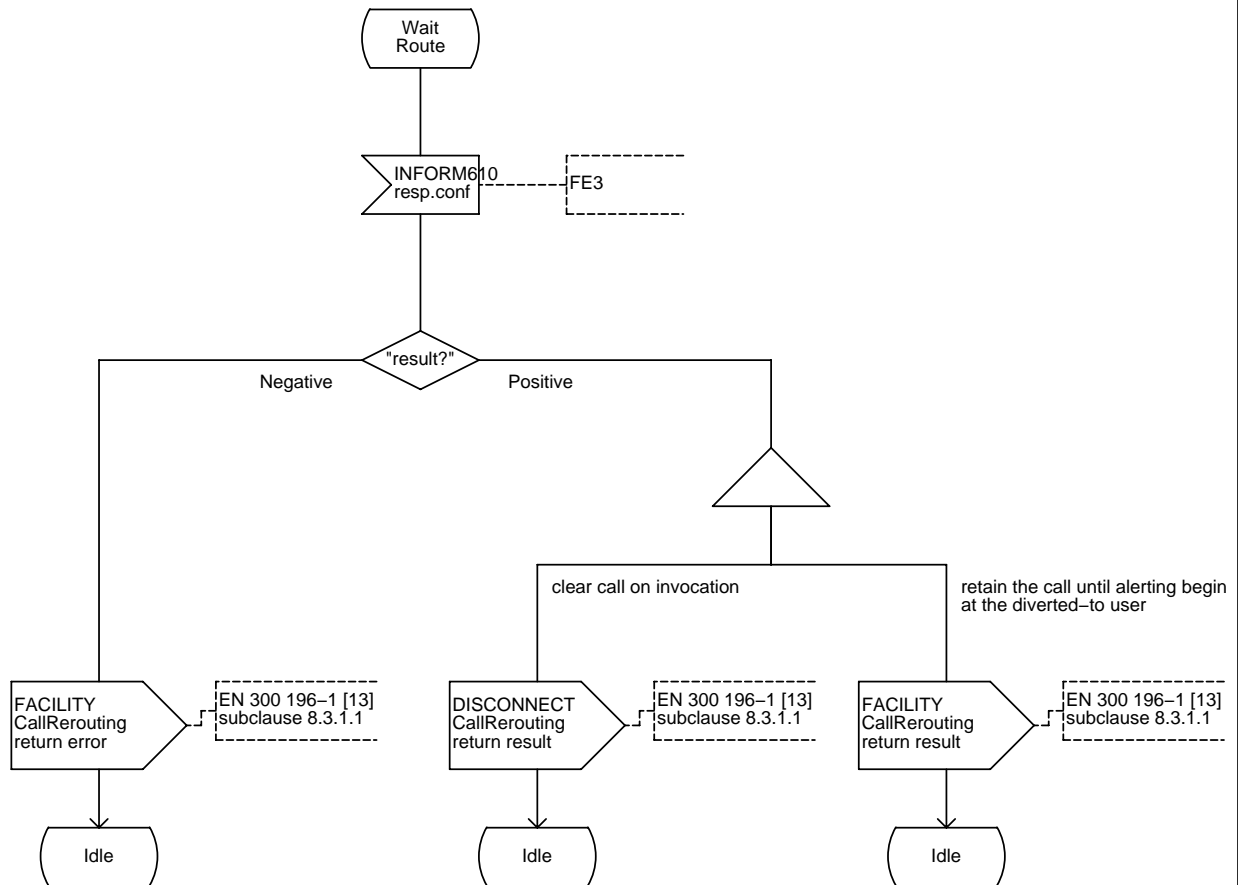 Wait
Route
INFORM610
resp.conf
FE3
"result?"
Negative
Positive
clear call on invocation
retain the call until alerting begin
at the diverted–to user
FACILITY
CallRerouting
return error
EN 300 196–1 [13]
subclause 8.3.1.1
DISCONNECT
CallRerouting
return result
EN 300 196–1 [13]
subclause 8.3.1.1
FACILITY
CallRerouting
return result
EN 300 196–1 [13]
subclause 8.3.1.1
Idle
Idle
Idle